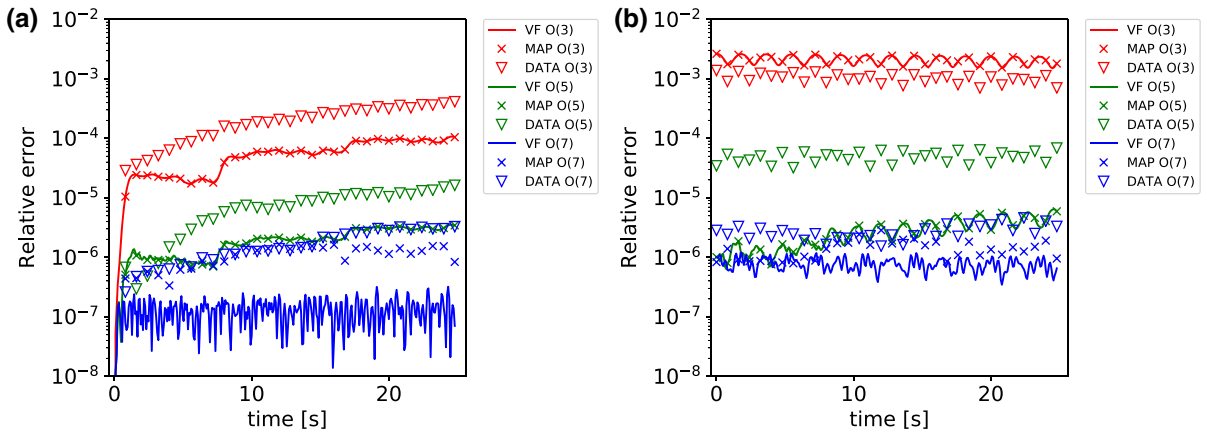 (a)
Relative error
10⁻²
10⁻³
10⁻⁴
10⁻⁵
10⁻⁶
10⁻⁷
10⁻⁸
0
10
20
time [s]
VF O(3)
MAP O(3)
DATA O(3)
VF O(5)
MAP O(5)
DATA O(5)
VF O(7)
MAP O(7)
DATA O(7)
(b)
Relative error
10⁻²
10⁻³
10⁻⁴
10⁻⁵
10⁻⁶
10⁻⁷
10⁻⁸
0
10
20
time [s]
VF O(3)
MAP O(3)
DATA O(3)
VF O(5)
MAP O(5)
DATA O(5)
VF O(7)
MAP O(7)
DATA O(7)